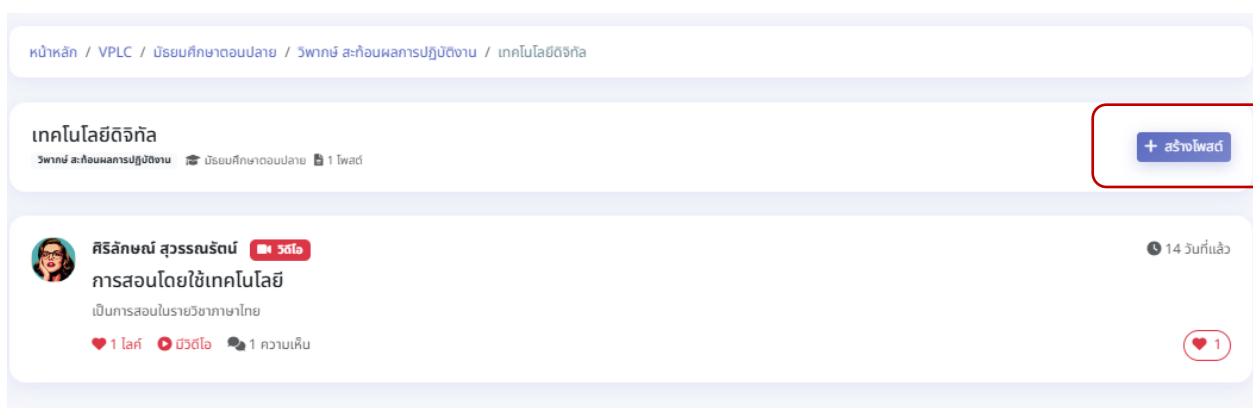 หน้าหลัก / VPLC / มัธยมศึกษาตอนปลาย / วิพากษ์ สะท้อนผลการปฏิบัติงาน / เทคโนโลยีดิจิทัล
เทคโนโลยีดิจิทัล
วิพากษ์ สะท้อนผลการปฏิบัติงาน มัธยมศึกษาตอนปลาย 1 โพสต์
+ สร้างโพสต์
ศิริลักษณ์ สุวรรณรัตน์ วิดีโอ
14 วันที่แล้ว
การสอนโดยใช้เทคโนโลยี
เป็นการสอนในรายวิชาภาษาไทย
1 ไลค์ มีวิดีโอ 1 ความเห็น
1